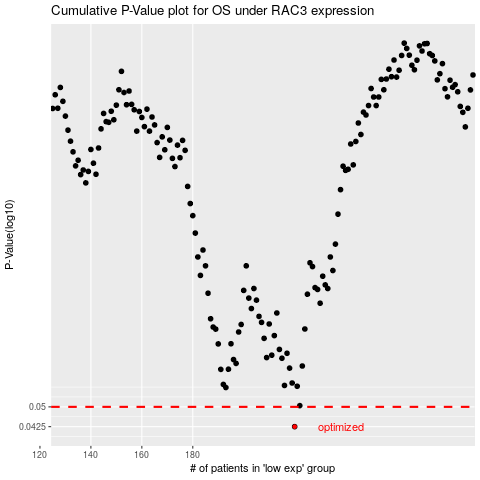 Cumulative P-Value plot for OS under RAC3 expression
P-Value(log10)
0.05
0.0425
optimized
120 140 160 180
# of patients in 'low exp' group